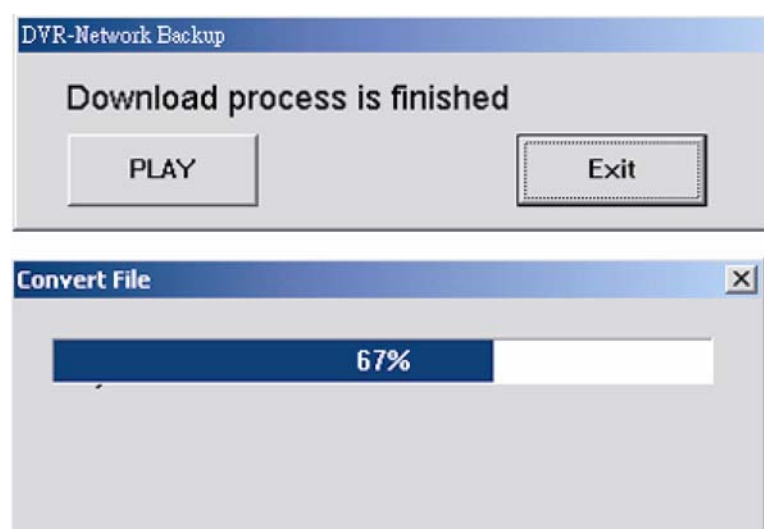 DVR-Network Backup
Download process is finished
PLAY
Exit
Convert File
67%